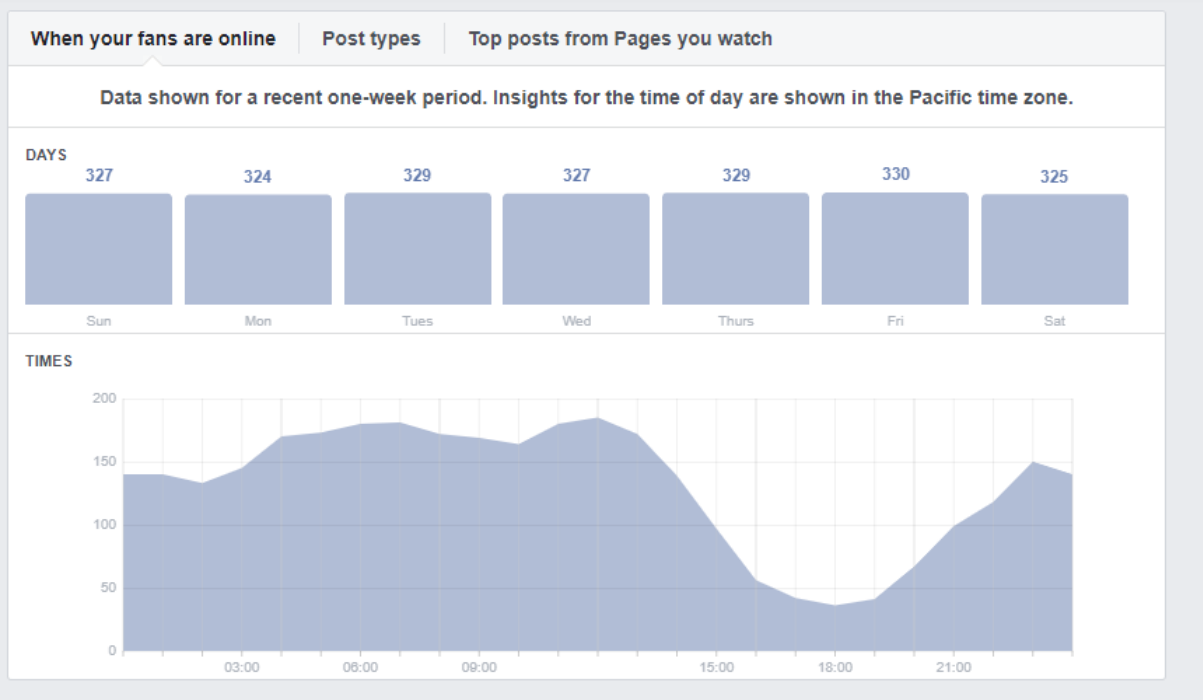 When your fans are online Post types Top posts from Pages you watch
Data shown for a recent one-week period. Insights for the time of day are shown in the Pacific time zone.
DAYS
327 324 329 327 329 330 325
Sun Mon Tues Wed Thurs Fri Sat
TIMES
200
150
100
50
0
03:00 06:00 09:00 15:00 18:00 21:00